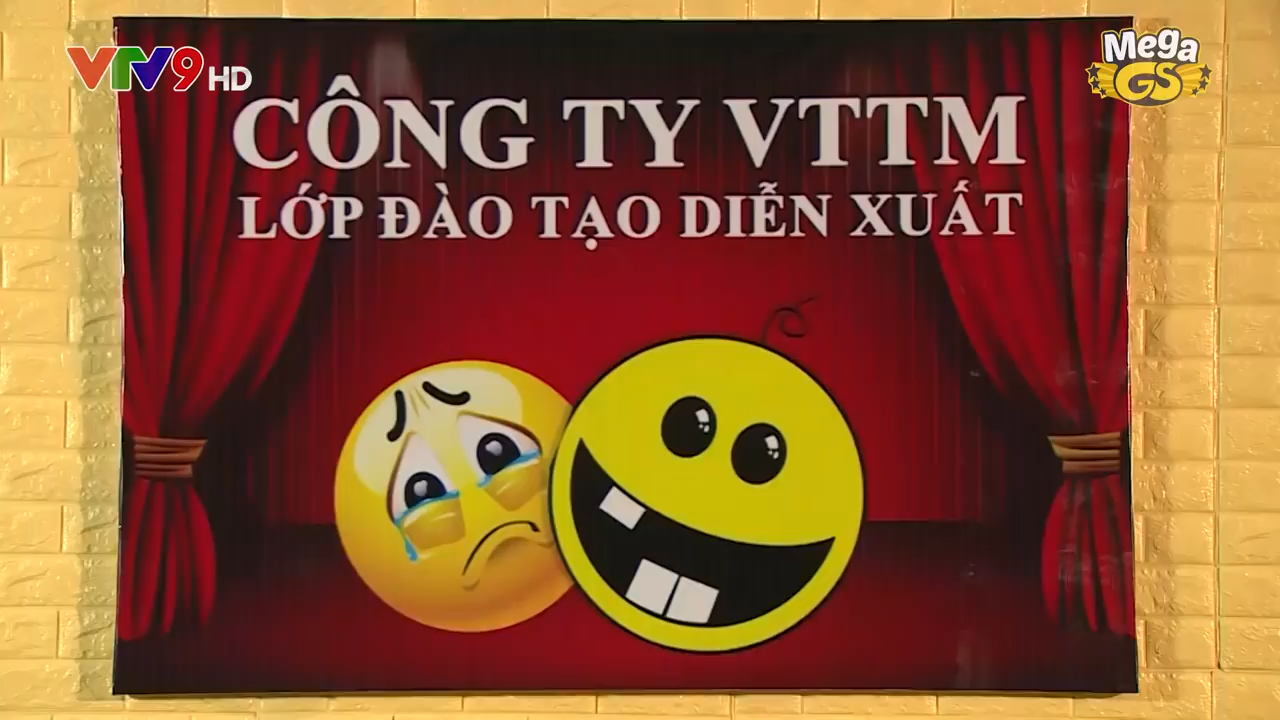 VTV9 HD
Mega GS
CÔNG TY VTTM
LỚP ĐÀO TẠO DIỄN XUẤT